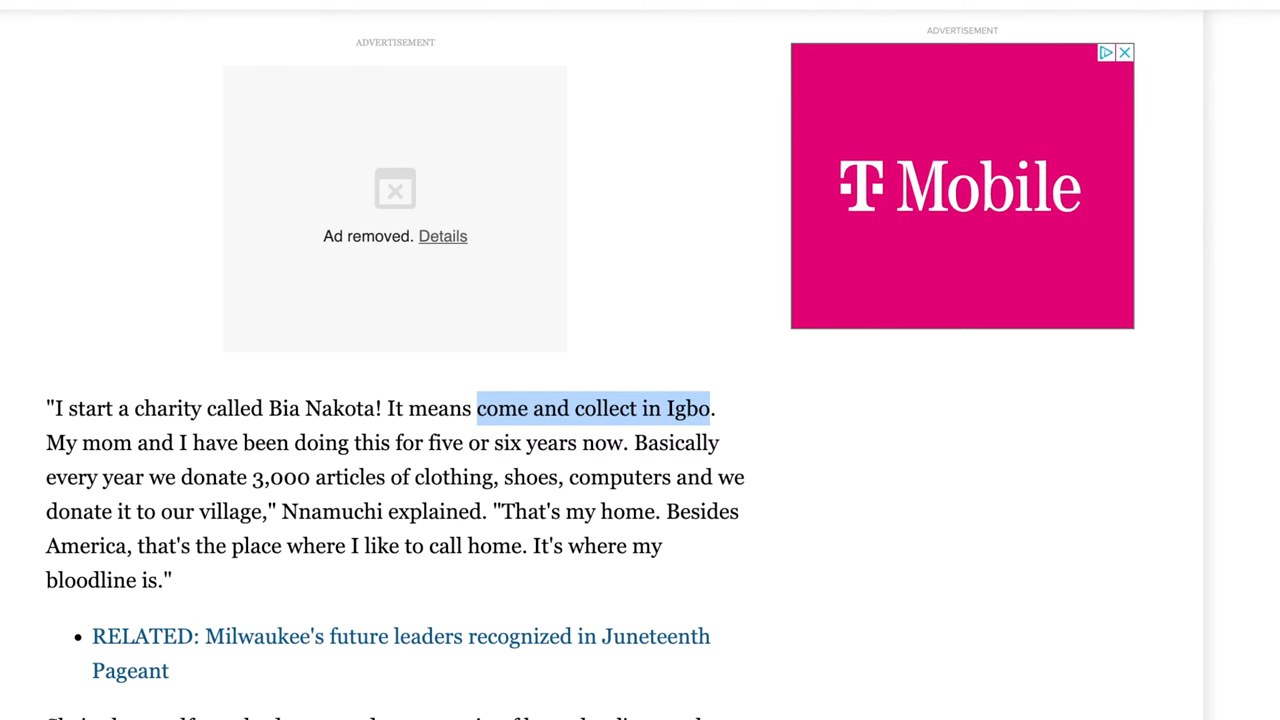 ADVERTISEMENT
Ad removed. Details
ADVERTISEMENT
T Mobile
"I start a charity called Bia Nakota! It means come and collect in Igbo.
My mom and I have been doing this for five or six years now. Basically
every year we donate 3,000 articles of clothing, shoes, computers and we
donate it to our village," Nnamuchi explained. "That's my home. Besides
America, that's the place where I like to call home. It's where my
bloodline is."
• RELATED: Milwaukee's future leaders recognized in Juneteenth
Pageant